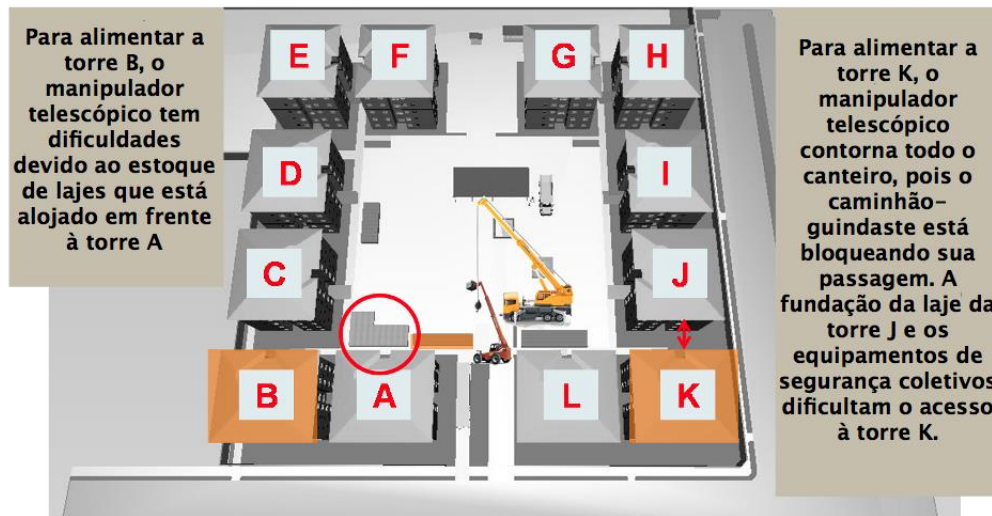 Para alimentar a
torre B, o
manipulador
telescópico tem
dificuldades
devido ao estoque
de lajes que está
alojado em frente
à torre A
E
F
G
H
D
I
C
J
B
A
L
K
Para alimentar a
torre K, o
manipulador
telescópico
contorna todo o
canteiro, pois o
caminhão-
guindaste está
bloqueando sua
passagem. A
fundação da laje da
torre J e os
equipamentos de
segurança coletivos
dificultam o acesso
à torre K.